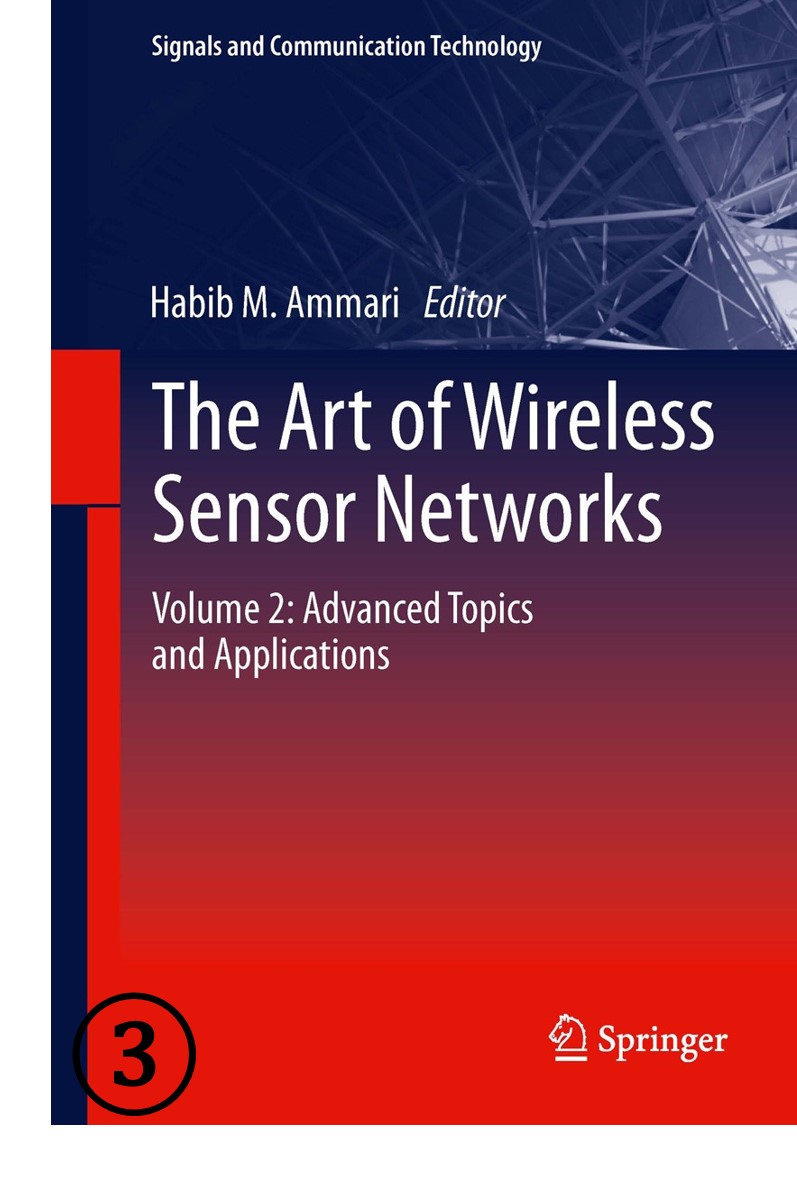 Signals and Communication Technology
Habib M. Ammari Editor
The Art of Wireless
Sensor Networks
Volume 2: Advanced Topics
and Applications
3
Springer